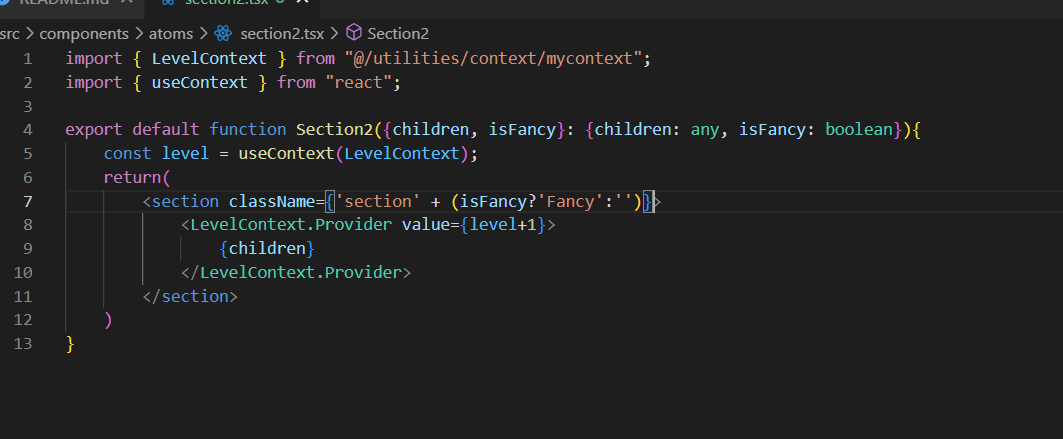 README.md section2.tsx
src > components > atoms > section2.tsx > Section2
1 import { LevelContext } from "@/utilities/context/mycontext";
2 import { useContext } from "react";
3
4 export default function Section2({children, isFancy}: {children: any, isFancy: boolean}){
5 const level = useContext(LevelContext);
6 return(
7 <section className={'section' + (isFancy?'Fancy':'')}>
8 <LevelContext.Provider value={level+1}>
9 {children}
10 </LevelContext.Provider>
11 </section>
12 )
13 }